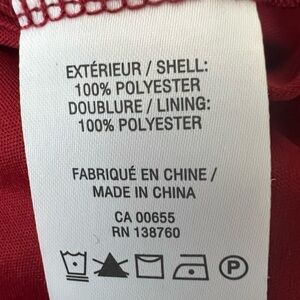 EXTÉRIEUR / SHELL:
100% POLYESTER
DOUBLURE / LINING:
100% POLYESTER
FABRIQUÉ EN CHINE /
MADE IN CHINA
CA 00655
RN 138760
P